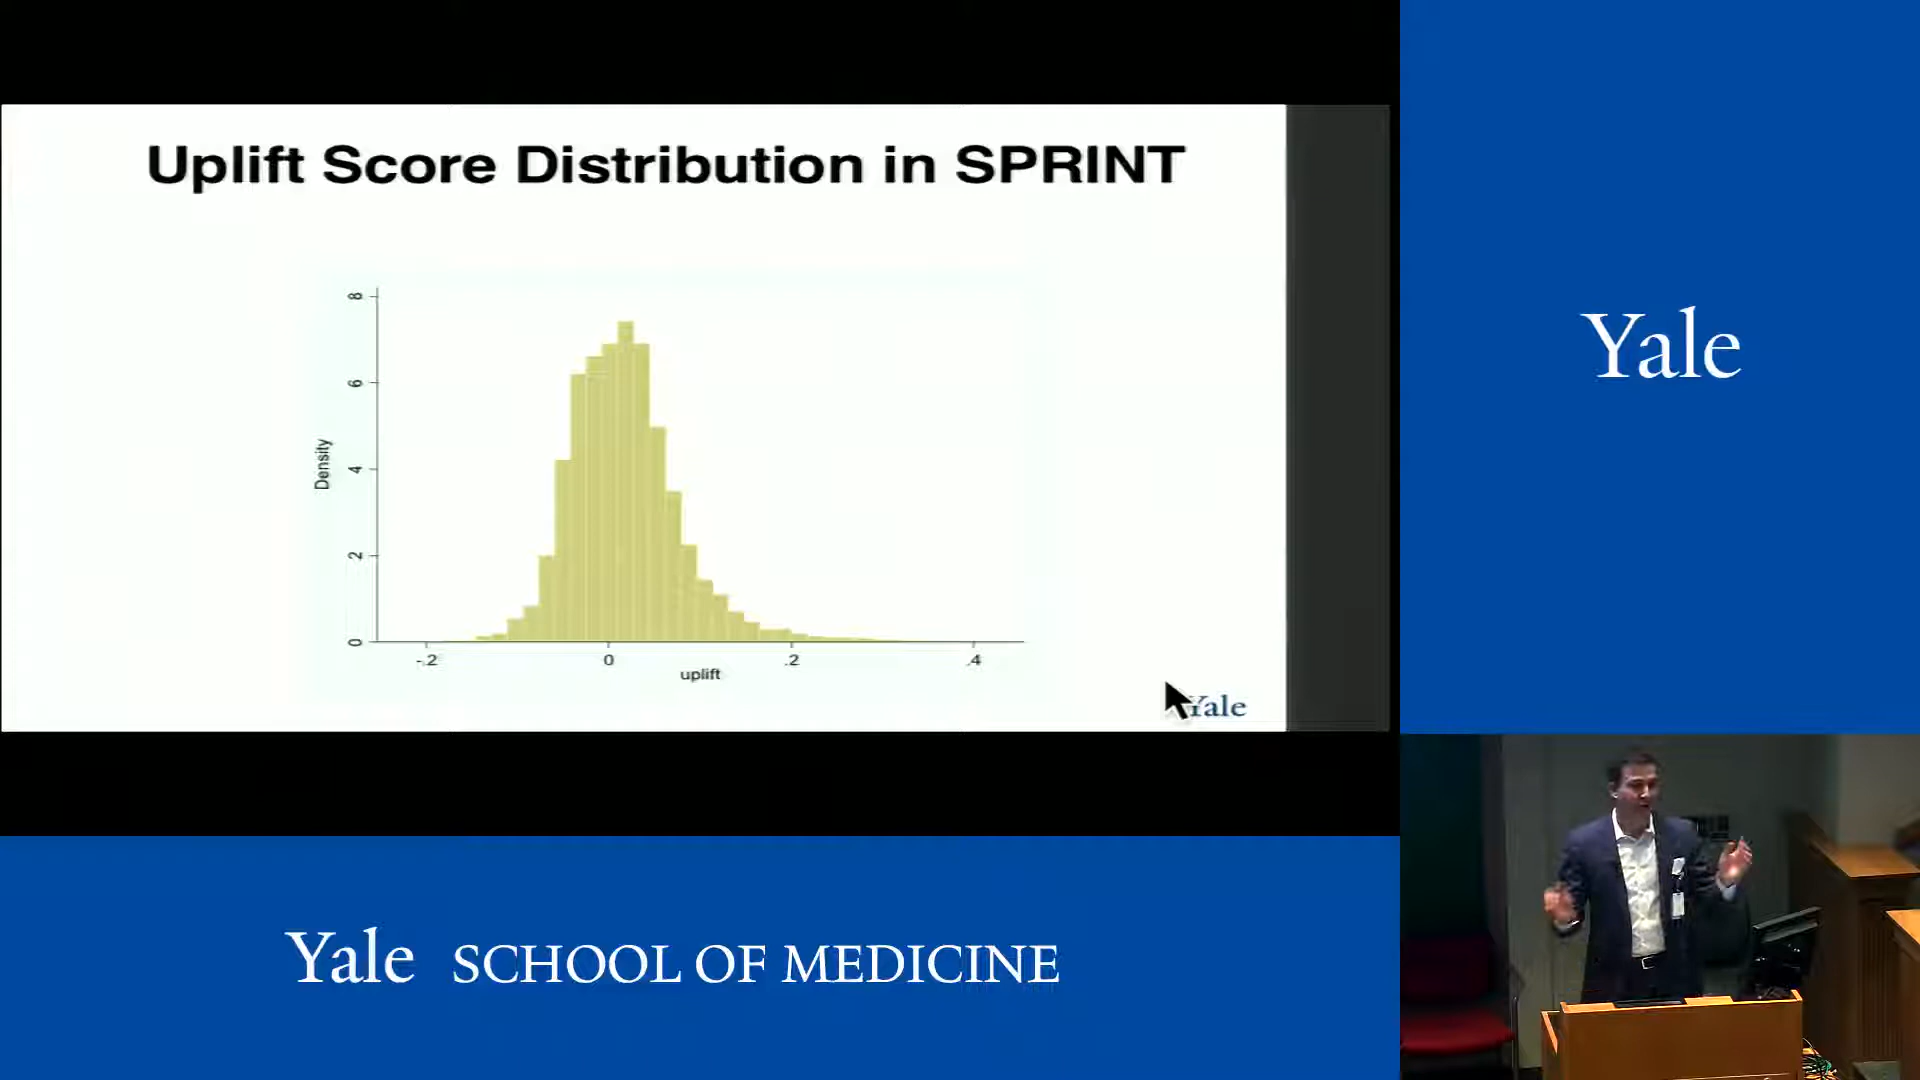 Uplift Score Distribution in SPRINT
8
6
4
2
0
Density
-.2 0 .2 .4
uplift
Yale
Yale
Yale SCHOOL OF MEDICINE